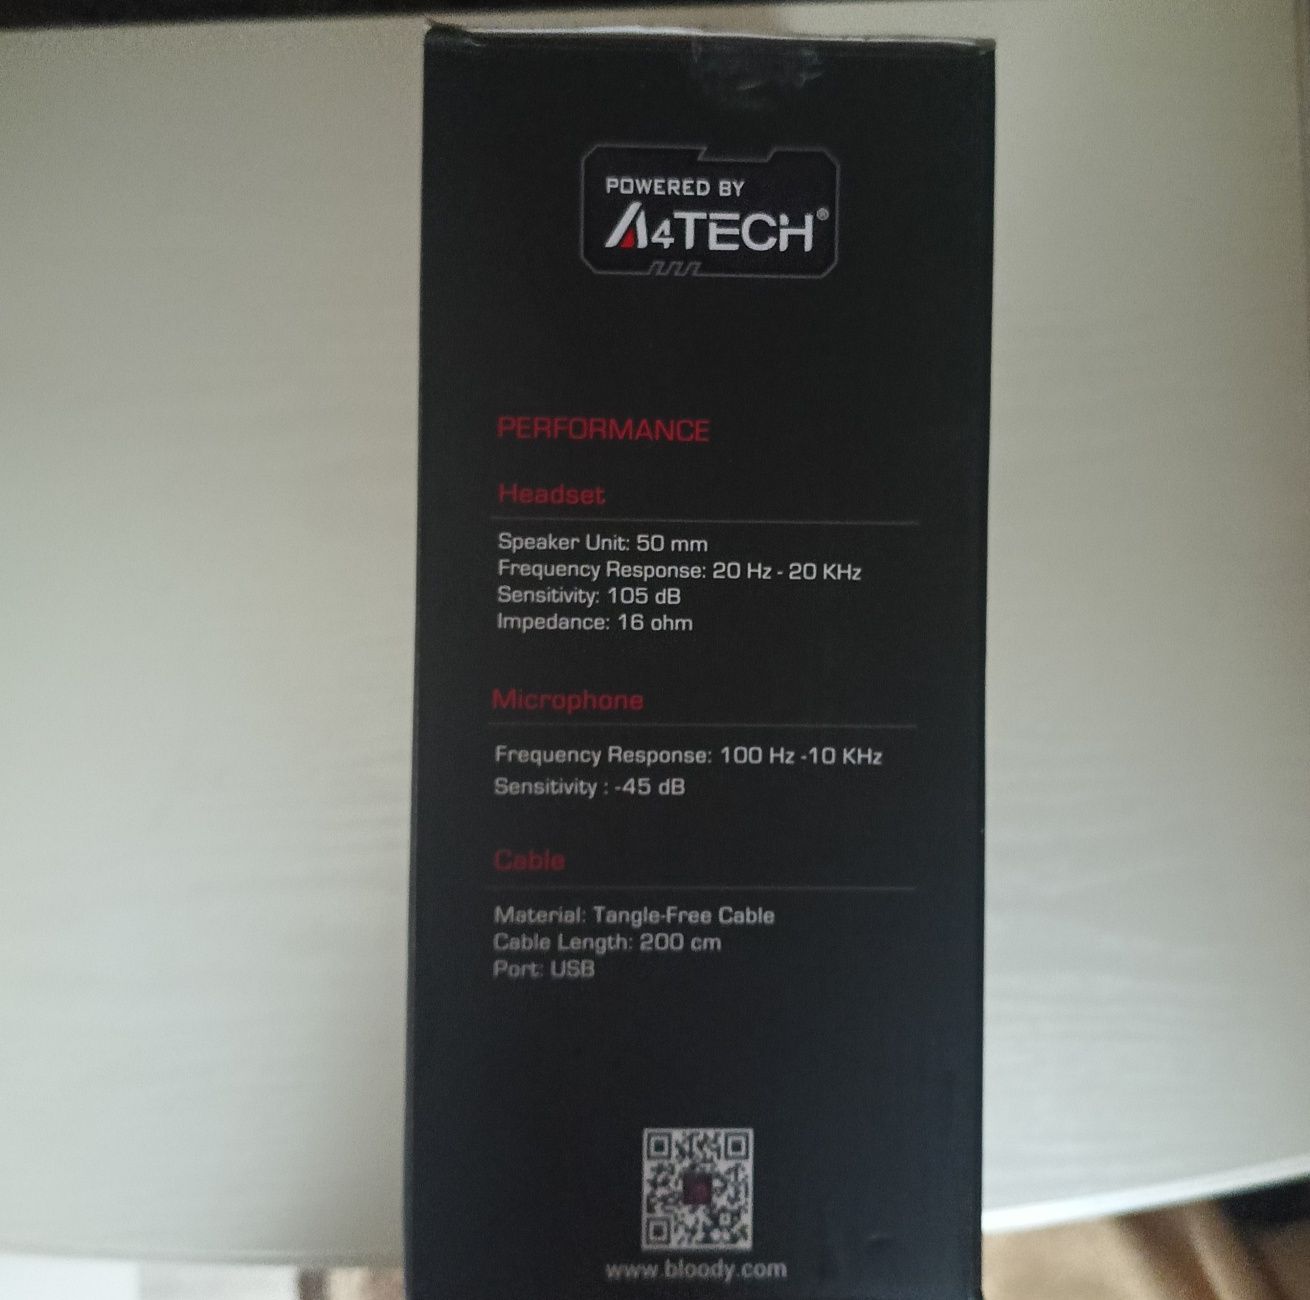 POWERED BY
A4TECH®
PERFORMANCE
Headset
Speaker Unit: 50 mm
Frequency Response: 20 Hz - 20 KHz
Sensitivity: 105 dB
Impedance: 16 ohm
Microphone
Frequency Response: 100 Hz -10 KHz
Sensitivity : -45 dB
Cable
Material: Tangle-Free Cable
Cable Length: 200 cm
Port: USB
www.bloody.com